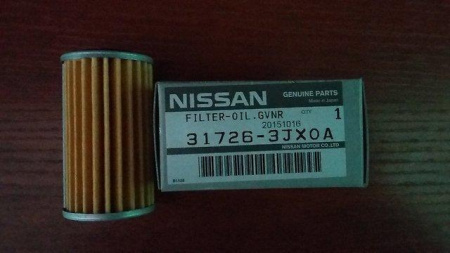 NISSAN
GENUINE PARTS
Made in Japan
FILTER-OIL.GVNR
QTY
1
20151016
31726-3JX0A
NISSAN MOTOR CO.,LTD